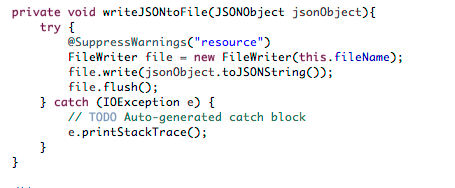 private void writeJSONtoFile(JSONObject jsonObject){
    try {
        @SuppressWarnings("resource")
        FileWriter file = new FileWriter(this.fileName);
        file.write(jsonObject.toJSONString());
        file.flush();
    } catch (IOException e) {
        // TODO Auto-generated catch block
        e.printStackTrace();
    }
}